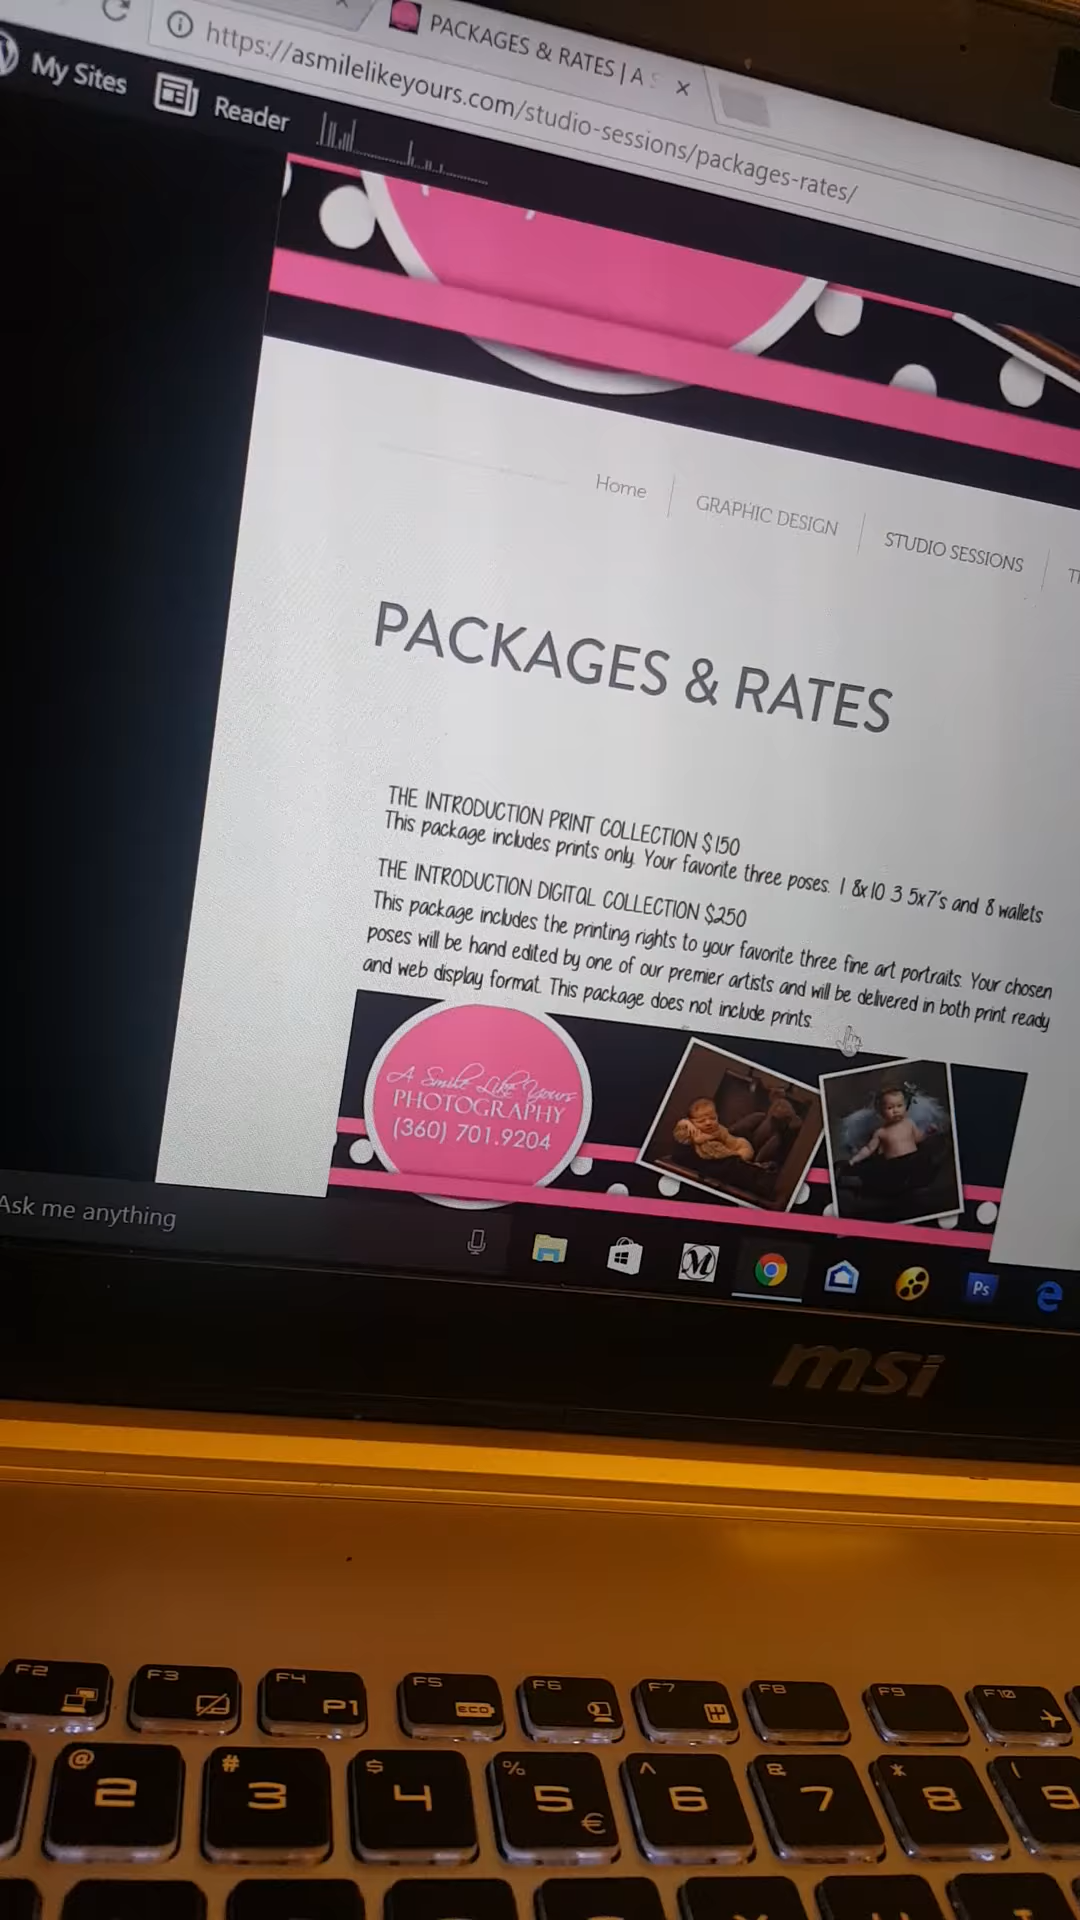 PACKAGES & RATES | A S
https://asmilelikeyours.com/studio-sessions/packages-rates/
My Sites
Reader
Home
GRAPHIC DESIGN
STUDIO SESSIONS
PACKAGES & RATES
THE INTRODUCTION PRINT COLLECTION $150
This package includes prints only. Your favorite three poses. 1 8x10 3 5x7's and 8 wallets
THE INTRODUCTION DIGITAL COLLECTION $250
This package includes the printing rights to your favorite three fine art portraits. Your chosen
poses will be hand edited by one of our premier artists and will be delivered in both print ready
and web display format. This package does not include prints.
A Smile Like Yours
PHOTOGRAPHY
(360) 701.9204
Ask me anything
M
Ps
msi
F2
F3
F4
P1
F5
ECO
F6
F7
F8
F9
F10
@
2
#
3
$
4
%
5
€
^
6
&
7
*
8
(
9